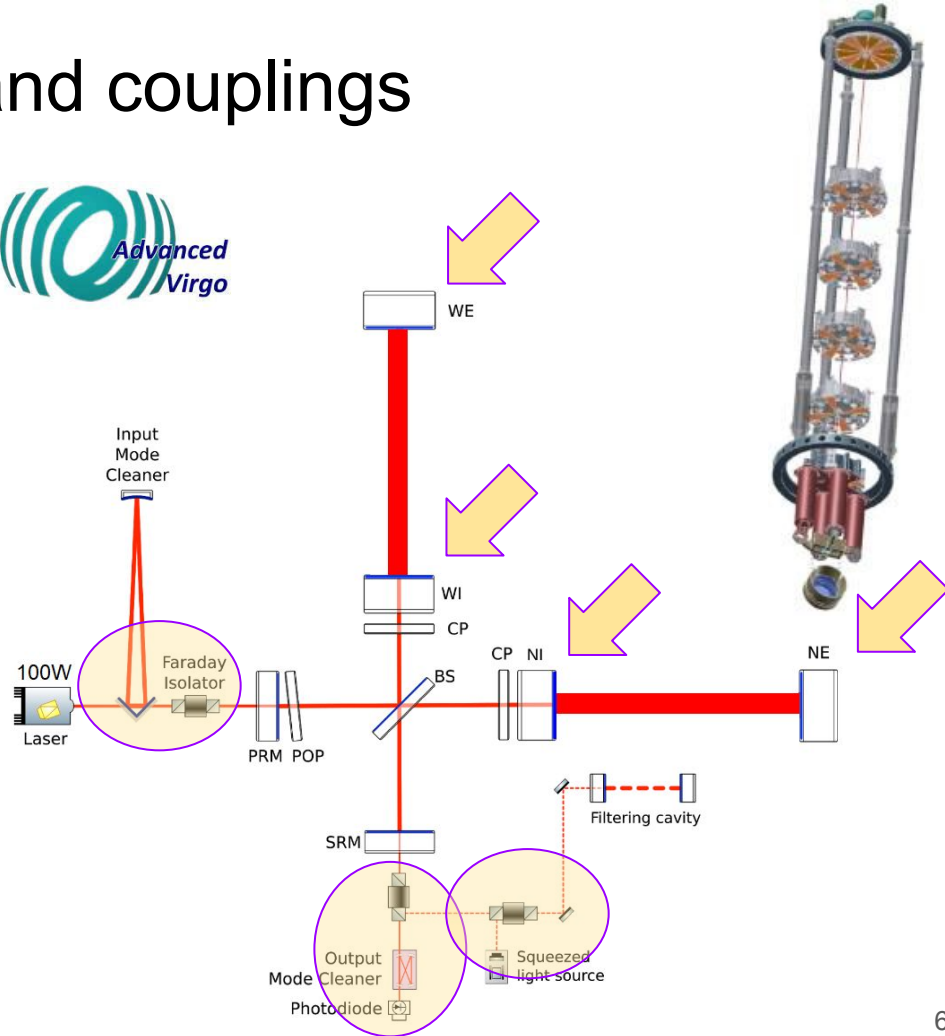 and couplings
Advanced
Virgo
WE
Input
Mode
Cleaner
WI
CP
Faraday
Isolator
100W
Laser
PRM POP
BS
CP NI
NE
Filtering cavity
SRM
Output
Mode Cleaner
Photodiode
Squeezed
light source
6